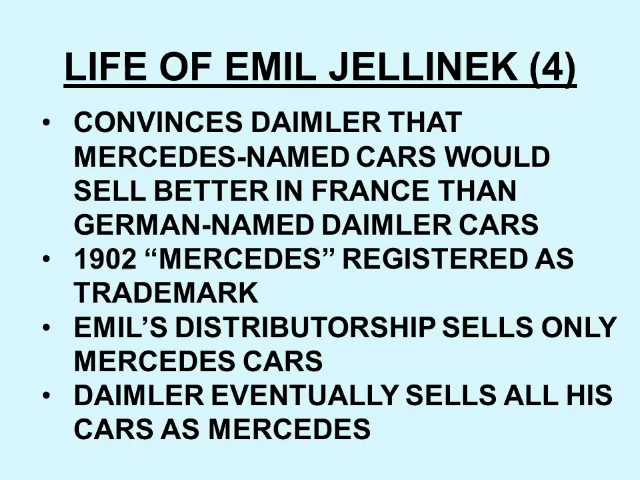 LIFE OF EMIL JELLINEK (4)
• CONVINCES DAIMLER THAT
MERCEDES-NAMED CARS WOULD
SELL BETTER IN FRANCE THAN
GERMAN-NAMED DAIMLER CARS
• 1902 “MERCEDES” REGISTERED AS
TRADEMARK
• EMIL’S DISTRIBUTORSHIP SELLS ONLY
MERCEDES CARS
• DAIMLER EVENTUALLY SELLS ALL HIS
CARS AS MERCEDES